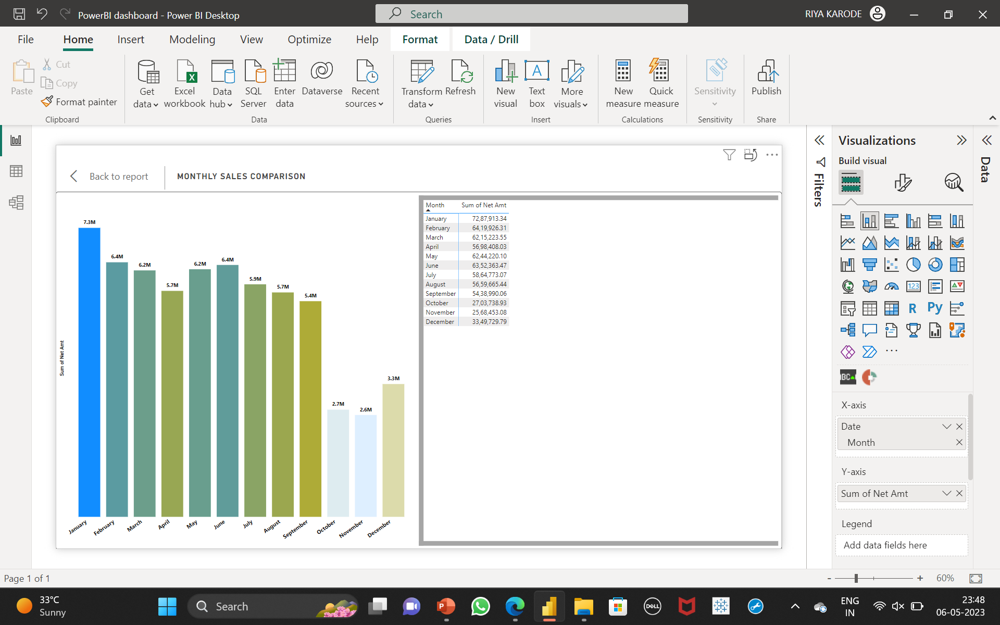 PowerBI dashboard - Power BI Desktop
Search
RIYA KARODE
File Home Insert Modeling View Optimize Help Format Data / Drill
Paste
Cut
Copy
Format painter
Clipboard
Get data
Excel workbook
Data hub
SQL Server
Enter data
Dataverse
Recent sources
Data
Transform data
Refresh
Queries
New visual
Text box
More visuals
Insert
New measure
Quick measure
Calculations
Sensitivity
Sensitivity
Publish
Share
Back to report
MONTHLY SALES COMPARISON
Sum of Net Amt
7.3M
6.4M
6.2M
5.7M
6.2M
6.4M
5.9M
5.7M
5.4M
2.7M
2.6M
3.3M
January
February
March
April
May
June
July
August
September
October
November
December
Month Sum of Net Amt
January 72,87,913.34
February 64,19,926.31
March 62,15,223.55
April 56,98,408.03
May 62,44,220.10
June 63,52,363.47
July 58,64,773.07
August 56,59,665.44
September 54,38,990.06
October 27,03,738.93
November 25,68,453.08
December 33,49,729.79
Filters
Visualizations
Build visual
123
R
Py
X-axis
Date
Month
Y-axis
Sum of Net Amt
Legend
Add data fields here
Data
Page 1 of 1
- + 60%
33°C
Sunny
Search
DELL
ENG
IN
23:48
06-05-2023